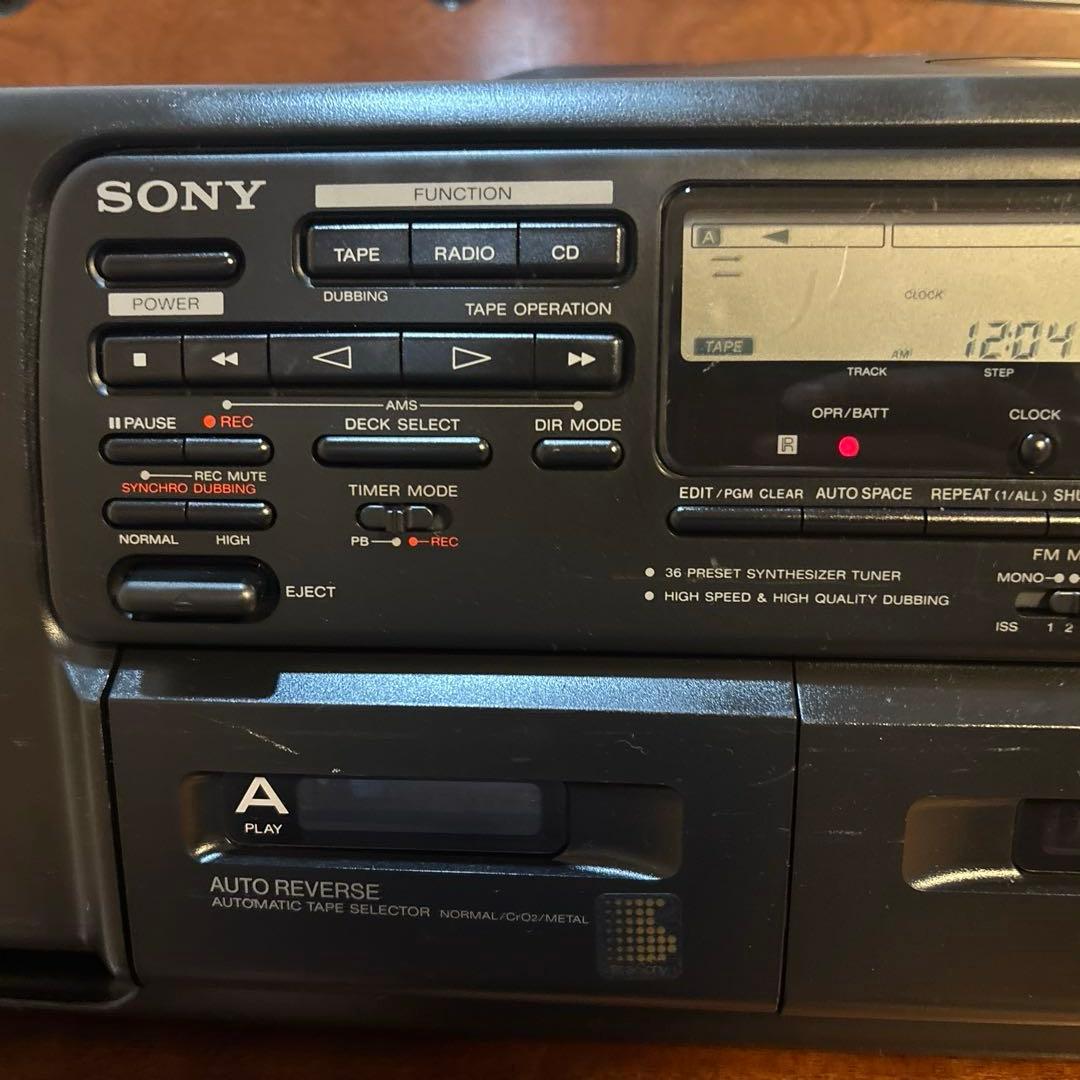 SONY
FUNCTION
TAPE RADIO CD
POWER
DUBBING
TAPE OPERATION
AMS
PAUSE REC
DECK SELECT
DIR MODE
REC MUTE
SYNCHRO DUBBING
NORMAL HIGH
TIMER MODE
PB REC
EJECT
A
CLOCK
TAPE
AM 12:04
TRACK STEP
OPR/BATT CLOCK
R
EDIT/PGM CLEAR AUTO SPACE REPEAT (1/ALL) SHU
36 PRESET SYNTHESIZER TUNER
HIGH SPEED & HIGH QUALITY DUBBING
FM M
MONO
ISS 1 2
A
PLAY
AUTO REVERSE
AUTOMATIC TAPE SELECTOR NORMAL/CrO2/METAL